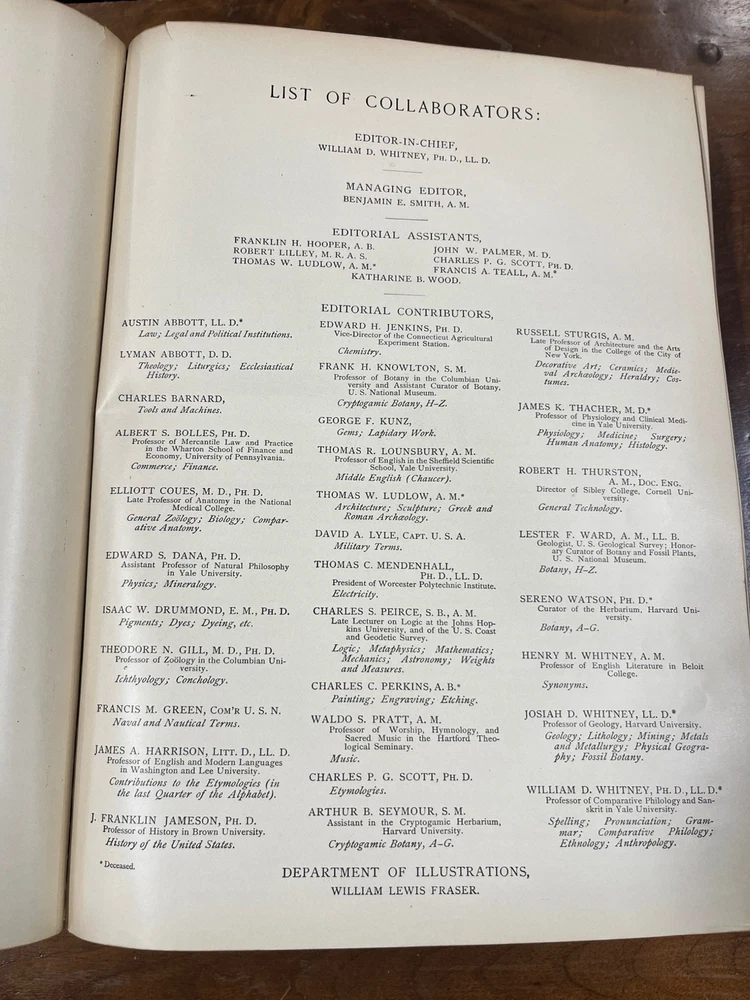 LIST OF COLLABORATORS:
EDITOR-IN-CHIEF,
WILLIAM D. WHITNEY, PH. D., LL. D.
MANAGING EDITOR,
BENJAMIN E. SMITH, A. M.
EDITORIAL ASSISTANTS,
FRANKLIN H. HOOPER, A. B.
ROBERT LILLEY, M. R. A. S.
THOMAS W. LUDLOW, A. M.*
JOHN W. PALMER, M. D.
CHARLES P. G. SCOTT, PH. D.
FRANCIS A. TEALL, A. M.*
KATHARINE B. WOOD.
EDITORIAL CONTRIBUTORS,
AUSTIN ABBOTT, LL. D.*
Law; Legal and Political Institutions.
LYMAN ABBOTT, D. D.
Theology; Liturgics; Ecclesiastical
History.
CHARLES BARNARD,
Tools and Machines.
ALBERT S. BOLLES, PH. D.
Professor of Mercantile Law and Practice
in the Wharton School of Finance and
Economy, University of Pennsylvania.
Commerce; Finance.
ELLIOTT COUES, M. D., PH. D.
Late Professor of Anatomy in the National
Medical College.
General Zoölogy; Biology; Compar-
ative Anatomy.
EDWARD S. DANA, PH. D.
Assistant Professor of Natural Philosophy
in Yale University.
Physics; Mineralogy.
ISAAC W. DRUMMOND, E. M., PH. D.
Pigments; Dyes; Dyeing, etc.
THEODORE N. GILL, M. D., PH. D.
Professor of Zoölogy in the Columbian Uni-
versity.
Ichthyology; Conchology.
FRANCIS M. GREEN, COM'R U. S. N.
Naval and Nautical Terms.
JAMES A. HARRISON, LITT. D., LL. D.
Professor of English and Modern Languages
in Washington and Lee University.
Contributions to the Etymologies (in
the last Quarter of the Alphabet).
J. FRANKLIN JAMESON, PH. D.
Professor of History in Brown University.
History of the United States.
*Deceased.
EDWARD H. JENKINS, PH. D.
Vice-Director of the Connecticut Agricultural
Experiment Station.
Chemistry.
FRANK H. KNOWLTON, S. M.
Professor of Botany in the Columbian Uni-
versity and Assistant Curator of Botany,
U. S. National Museum.
Cryptogamic Botany, H-Z.
GEORGE F. KUNZ,
Gems; Lapidary Work.
THOMAS R. LOUNSBURY, A. M.
Professor of English in the Sheffield Scientific
School, Yale University.
Middle English (Chaucer).
THOMAS W. LUDLOW, A. M.*
Architecture; Sculpture; Greek and
Roman Archæology.
DAVID A. LYLE, CAPT. U. S. A.
Military Terms.
THOMAS C. MENDENHALL,
PH. D., LL. D.
President of Worcester Polytechnic Institute.
Electricity.
CHARLES S. PEIRCE, S. B., A. M.
Late Lecturer on Logic at the Johns Hop-
kins University, and of the U. S. Coast
and Geodetic Survey.
Logic; Metaphysics; Mathematics;
Mechanics; Astronomy; Weights
and Measures.
CHARLES C. PERKINS, A. B.*
Painting; Engraving; Etching.
WALDO S. PRATT, A. M.
Professor of Worship, Hymnology, and
Sacred Music in the Hartford Theo-
logical Seminary.
Music.
CHARLES P. G. SCOTT, PH. D.
Etymologies.
ARTHUR B. SEYMOUR, S. M.
Assistant in the Cryptogamic Herbarium,
Harvard University.
Cryptogamic Botany, A-G.
RUSSELL STURGIS, A. M.
Late Professor of Architecture and the Arts
of Design in the College of the City of
New York.
Decorative Art; Ceramics; Medie-
val Archæology; Heraldry; Cos-
tumes.
JAMES K. THACHER, M. D.*
Professor of Physiology and Clinical Medi-
cine in Yale University.
Physiology; Medicine; Surgery;
Human Anatomy; Histology.
ROBERT H. THURSTON,
A. M., DOC. ENG.
Director of Sibley College, Cornell Uni-
versity.
General Technology.
LESTER F. WARD, A. M., LL. B.
Geologist, U. S. Geological Survey; Honor-
ary Curator of Botany and Fossil Plants,
U. S. National Museum.
Botany, H-Z.
SERENO WATSON, PH. D.*
Curator of the Herbarium, Harvard Uni-
versity.
Botany, A-G.
HENRY M. WHITNEY, A. M.
Professor of English Literature in Beloit
College.
Synonyms.
JOSIAH D. WHITNEY, LL. D.*
Professor of Geology, Harvard University.
Geology; Lithology; Mining; Metals
and Metallurgy; Physical Geogra-
phy; Fossil Botany.
WILLIAM D. WHITNEY, PH. D., LL. D.*
Professor of Comparative Philology and San-
skrit in Yale University.
Spelling; Pronunciation; Gram-
mar; Comparative Philology;
Ethnology; Anthropology.
DEPARTMENT OF ILLUSTRATIONS,
WILLIAM LEWIS FRASER.